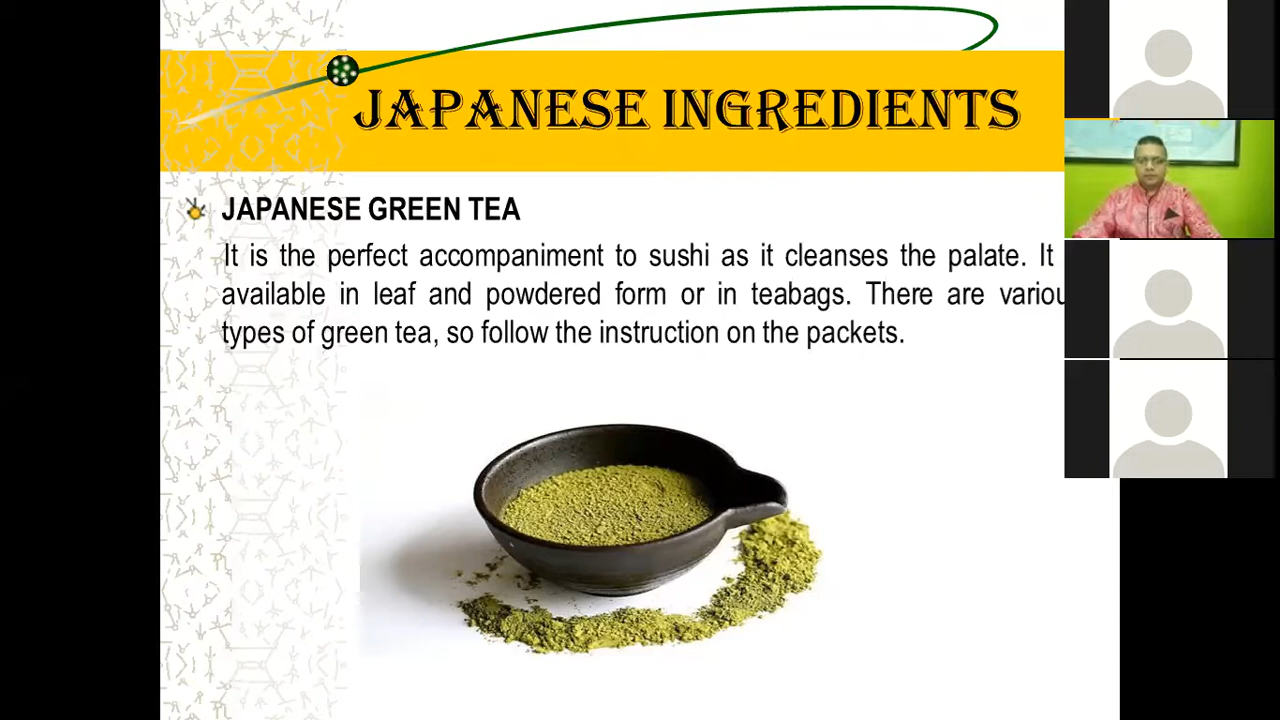 JAPANESE INGREDIENTS
JAPANESE GREEN TEA
It is the perfect accompaniment to sushi as it cleanses the palate. It
available in leaf and powdered form or in teabags. There are variou
types of green tea, so follow the instruction on the packets.